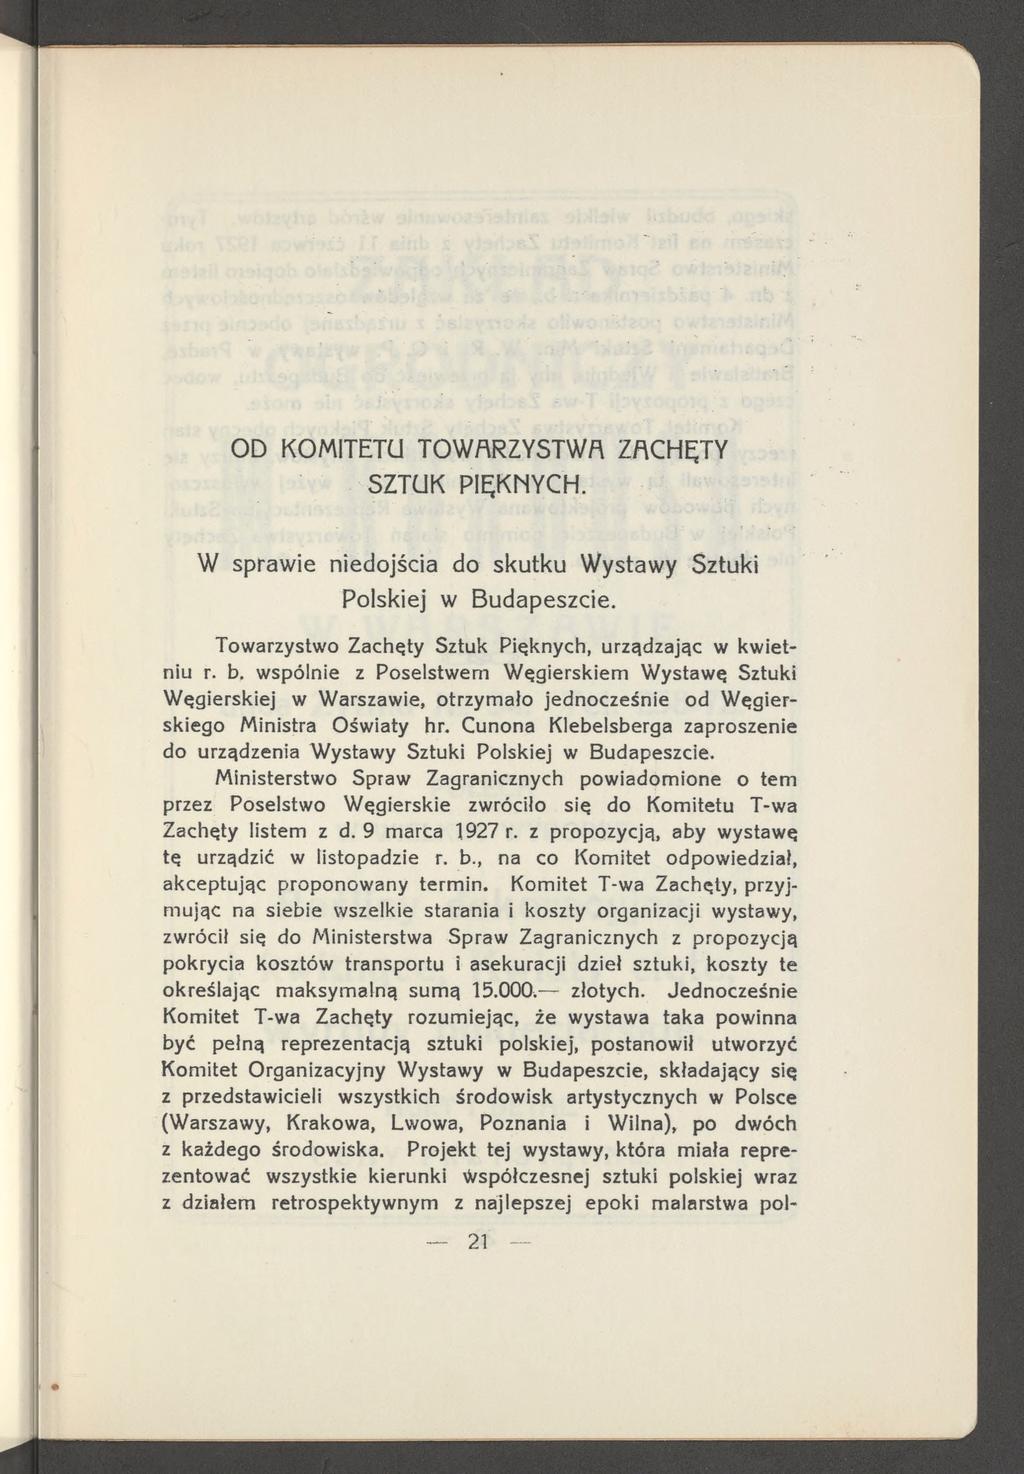 OD KOMITETU TOWARZYSTWA ZACHĘTY
SZTUK PIĘKNYCH.
W sprawie niedojścia do skutku Wystawy Sztuki
Polskiej w Budapeszcie.
Towarzystwo Zachęty Sztuk Pięknych, urządzając w kwiet-
niu r. b. wspólnie z Poselstwem Węgierskiem Wystawę Sztuki
Węgierskiej w Warszawie, otrzymało jednocześnie od Węgier-
skiego Ministra Oświaty hr. Cunona Klebelsberga zaproszenie
do urządzenia Wystawy Sztuki Polskiej w Budapeszcie.
Ministerstwo Spraw Zagranicznych powiadomione o tem
przez Poselstwo Węgierskie zwróciło się do Komitetu T-wa
Zachęty listem z d. 9 marca 1927 r. z propozycją, aby wystawę
tę urządzić w listopadzie r. b., na co Komitet odpowiedział,
akceptując proponowany termin. Komitet T-wa Zachęty, przyj-
mując na siebie wszelkie starania i koszty organizacji wystawy,
zwrócił się do Ministerstwa Spraw Zagranicznych z propozycją
pokrycia kosztów transportu i asekuracji dzieł sztuki, koszty te
określając maksymalną sumą 15.000.— złotych. Jednocześnie
Komitet T-wa Zachęty rozumiejąc, że wystawa taka powinna
być pełną reprezentacją sztuki polskiej, postanowił utworzyć
Komitet Organizacyjny Wystawy w Budapeszcie, składający się
z przedstawicieli wszystkich środowisk artystycznych w Polsce
(Warszawy, Krakowa, Lwowa, Poznania i Wilna), po dwóch
z każdego środowiska. Projekt tej wystawy, która miała repre-
zentować wszystkie kierunki współczesnej sztuki polskiej wraz
z działem retrospektywnym z najlepszej epoki malarstwa pol-
— 21 —